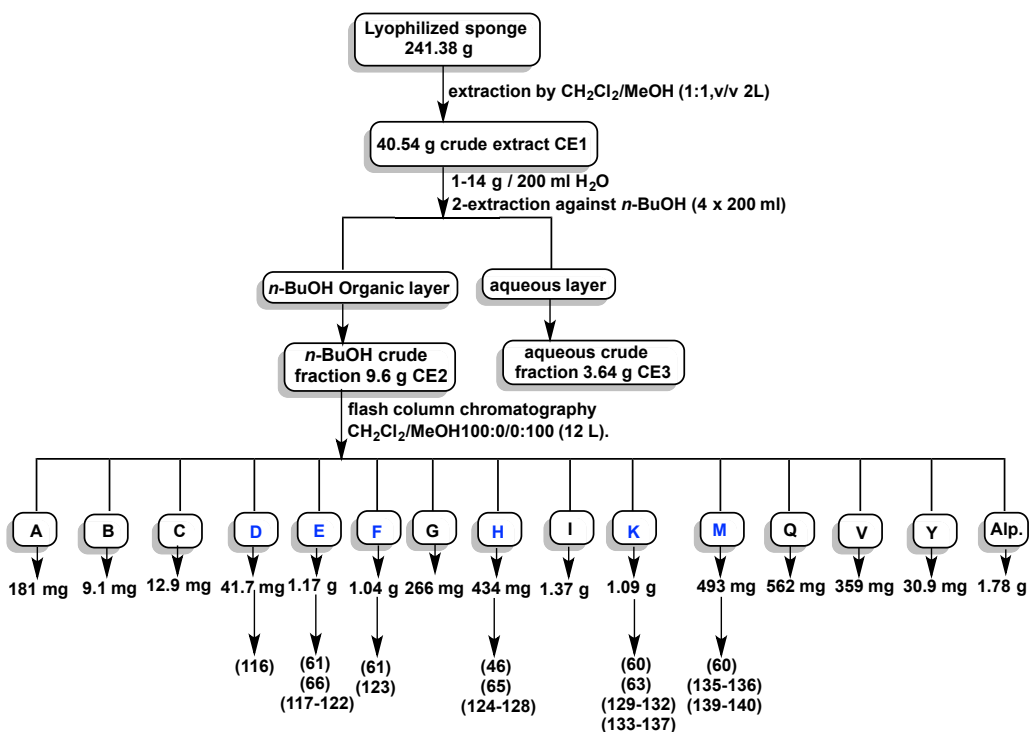 Lyophilized sponge
241.38 g
extraction by CH₂Cl₂/MeOH (1:1,v/v 2L)
40.54 g crude extract CE1
1-14 g / 200 ml H₂O
2-extraction against n-BuOH (4 x 200 ml)
n-BuOH Organic layer
aqueous layer
n-BuOH crude
fraction 9.6 g CE2
aqueous crude
fraction 3.64 g CE3
flash column chromatography
CH₂Cl₂/MeOH100:0/0:100 (12 L).
A B C D E F G H I K M Q V Y Alp.
181 mg 9.1 mg 12.9 mg 41.7 mg 1.17 g 1.04 g 266 mg 434 mg 1.37 g 1.09 g 493 mg 562 mg 359 mg 30.9 mg 1.78 g
(116)
(61)
(66)
(117-122)
(61)
(123)
(46)
(65)
(124-128)
(60)
(63)
(129-132)
(133-137)
(60)
(135-136)
(139-140)